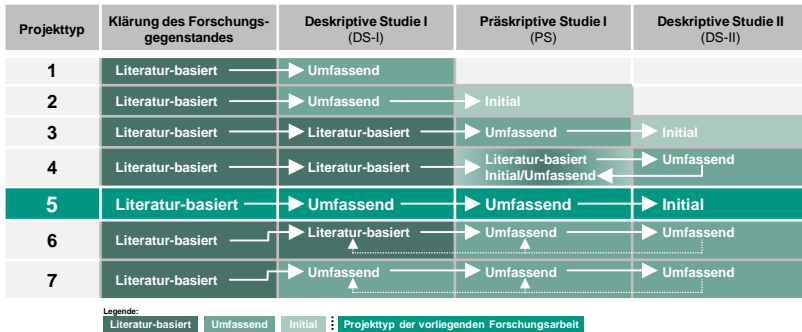 Projekttyp
Klärung des Forschungs-
gegenstandes
Deskriptive Studie I
(DS-I)
Präskriptive Studie I
(PS)
Deskriptive Studie II
(DS-II)
1 Literatur-basiert Umfassend
2 Literatur-basiert Umfassend Initial
3 Literatur-basiert Literatur-basiert Umfassend Initial
4 Literatur-basiert Literatur-basiert Literatur-basiert Umfassend
Initial/Umfassend
5 Literatur-basiert Umfassend Umfassend Initial
6 Literatur-basiert Literatur-basiert Umfassend Umfassend
7 Literatur-basiert Umfassend Umfassend Umfassend
Legende:
Literatur-basiert Umfassend Initial Projekttyp der vorliegenden Forschungsarbeit